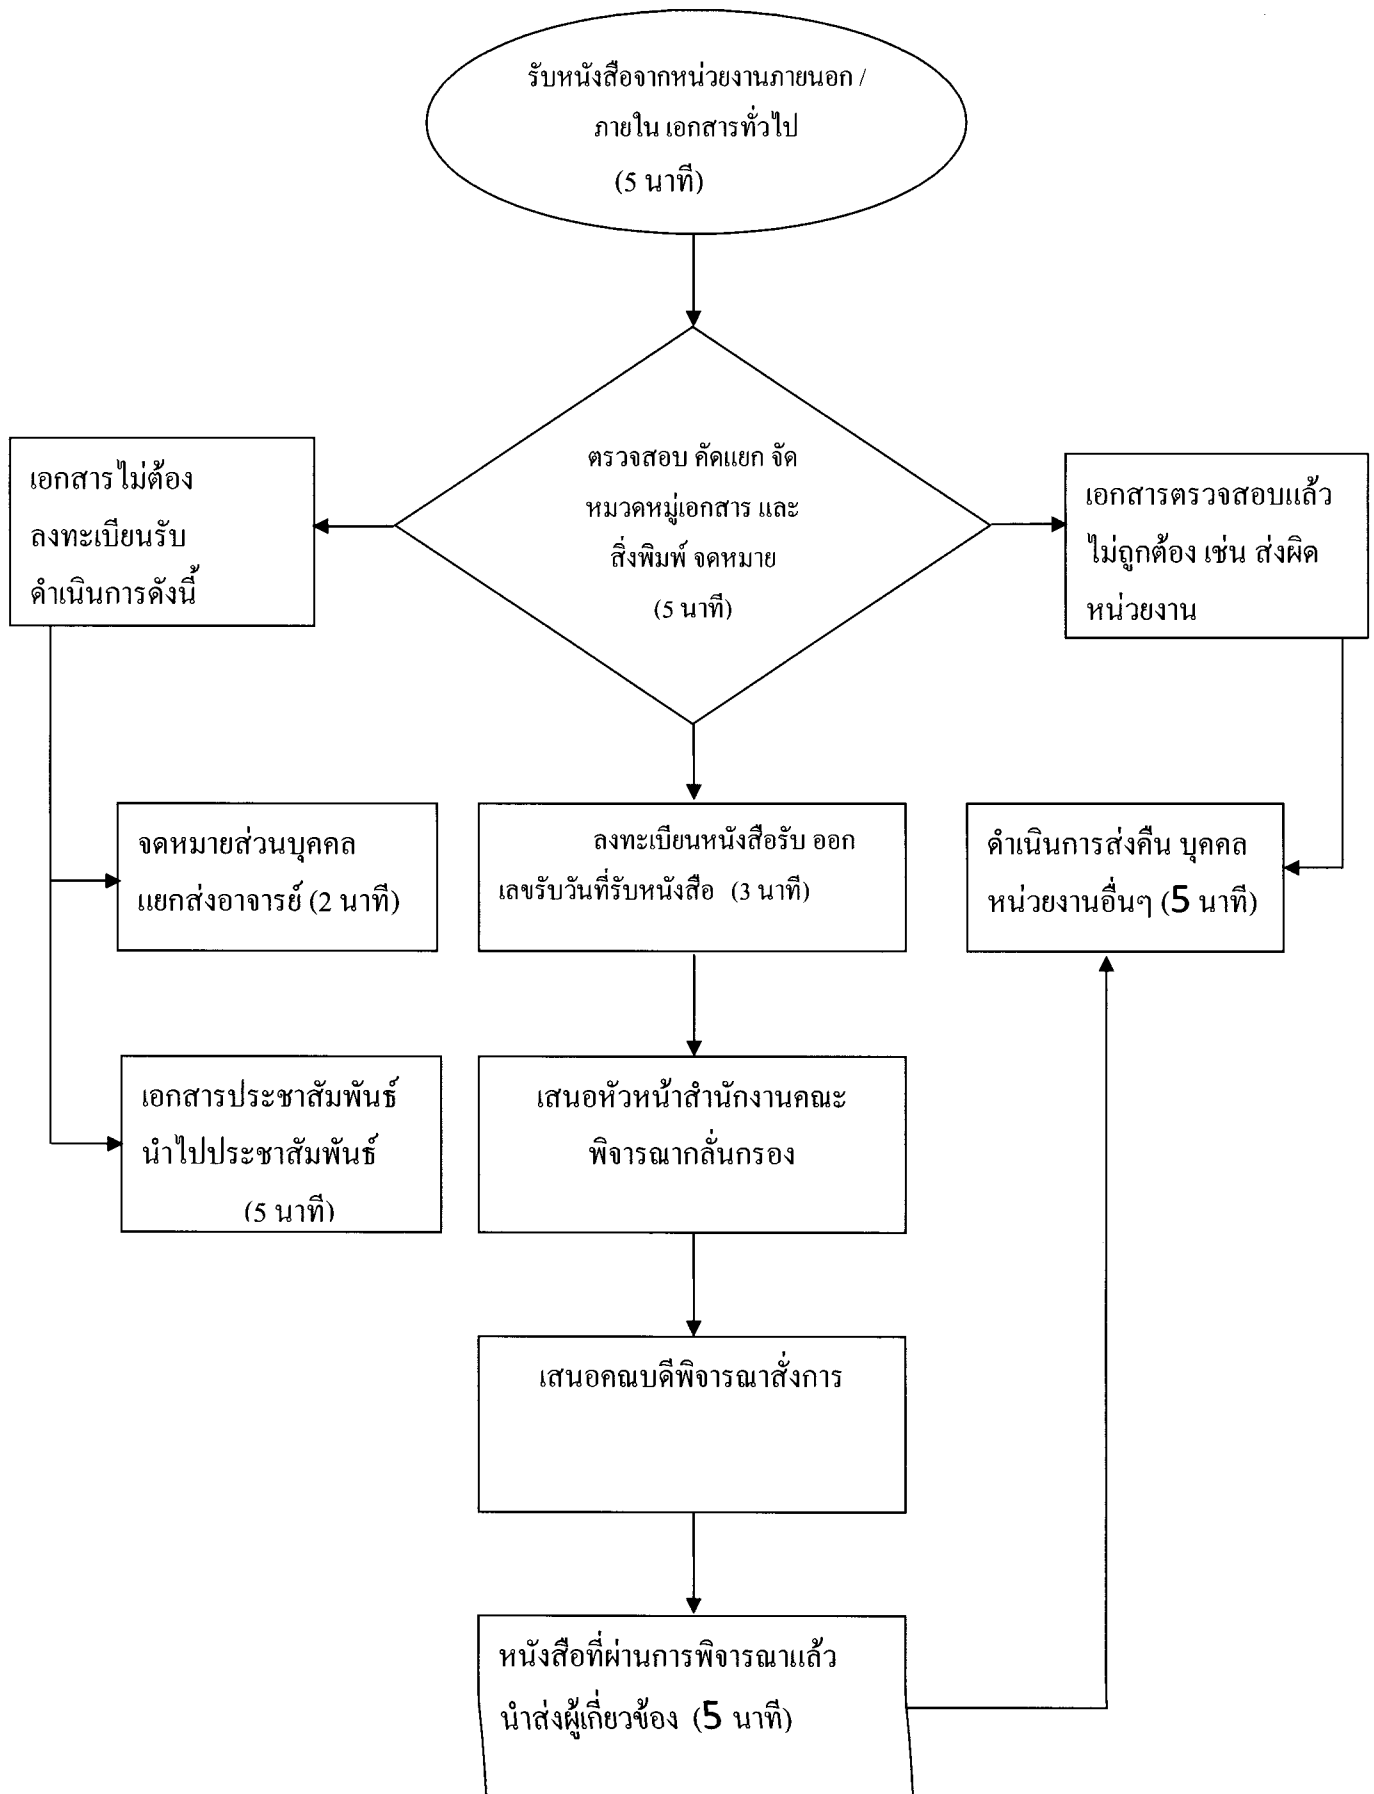 รับหนังสือจากหน่วยงานภายนอก /
ภายใน เอกสารทั่วไป
(5 นาที)
ตรวจสอบ คัดแยก จัด
หมวดหมู่เอกสาร และ
สิ่งพิมพ์ จดหมาย
(5 นาที)
เอกสารไม่ต้อง
ลงทะเบียนรับ
ดำเนินการดังนี้
เอกสารตรวจสอบแล้ว
ไม่ถูกต้อง เช่น ส่งผิด
หน่วยงาน
จดหมายส่วนบุคคล
แยกส่งอาจารย์ (2 นาที)
ลงทะเบียนหนังสือรับ ออก
เลขรับวันที่รับหนังสือ (3 นาที)
ดำเนินการส่งคืน บุคคล
หน่วยงานอื่นๆ (5 นาที)
เอกสารประชาสัมพันธ์
นำไปประชาสัมพันธ์
(5 นาที)
เสนอหัวหน้าสำนักงานคณะ
พิจารณากลั่นกรอง
เสนอคณบดีพิจารณาสั่งการ
หนังสือที่ผ่านการพิจารณาแล้ว
นำส่งผู้เกี่ยวข้อง (5 นาที)